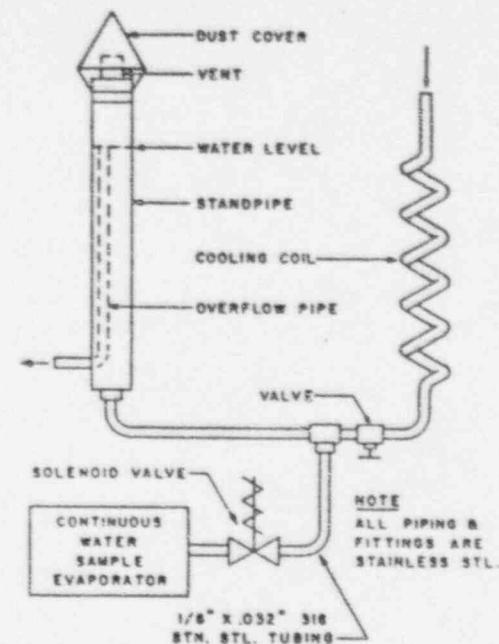 DUST COVER
VENT
WATER LEVEL
STANDPIPE
COOLING COIL
OVERFLOW PIPE
VALVE
SOLENOID VALVE
CONTINUOUS
WATER
SAMPLE
EVAPORATOR
NOTE
ALL PIPING &
FITTINGS ARE
STAINLESS STL.
1/8" X .032" 316
STN. STL. TUBING